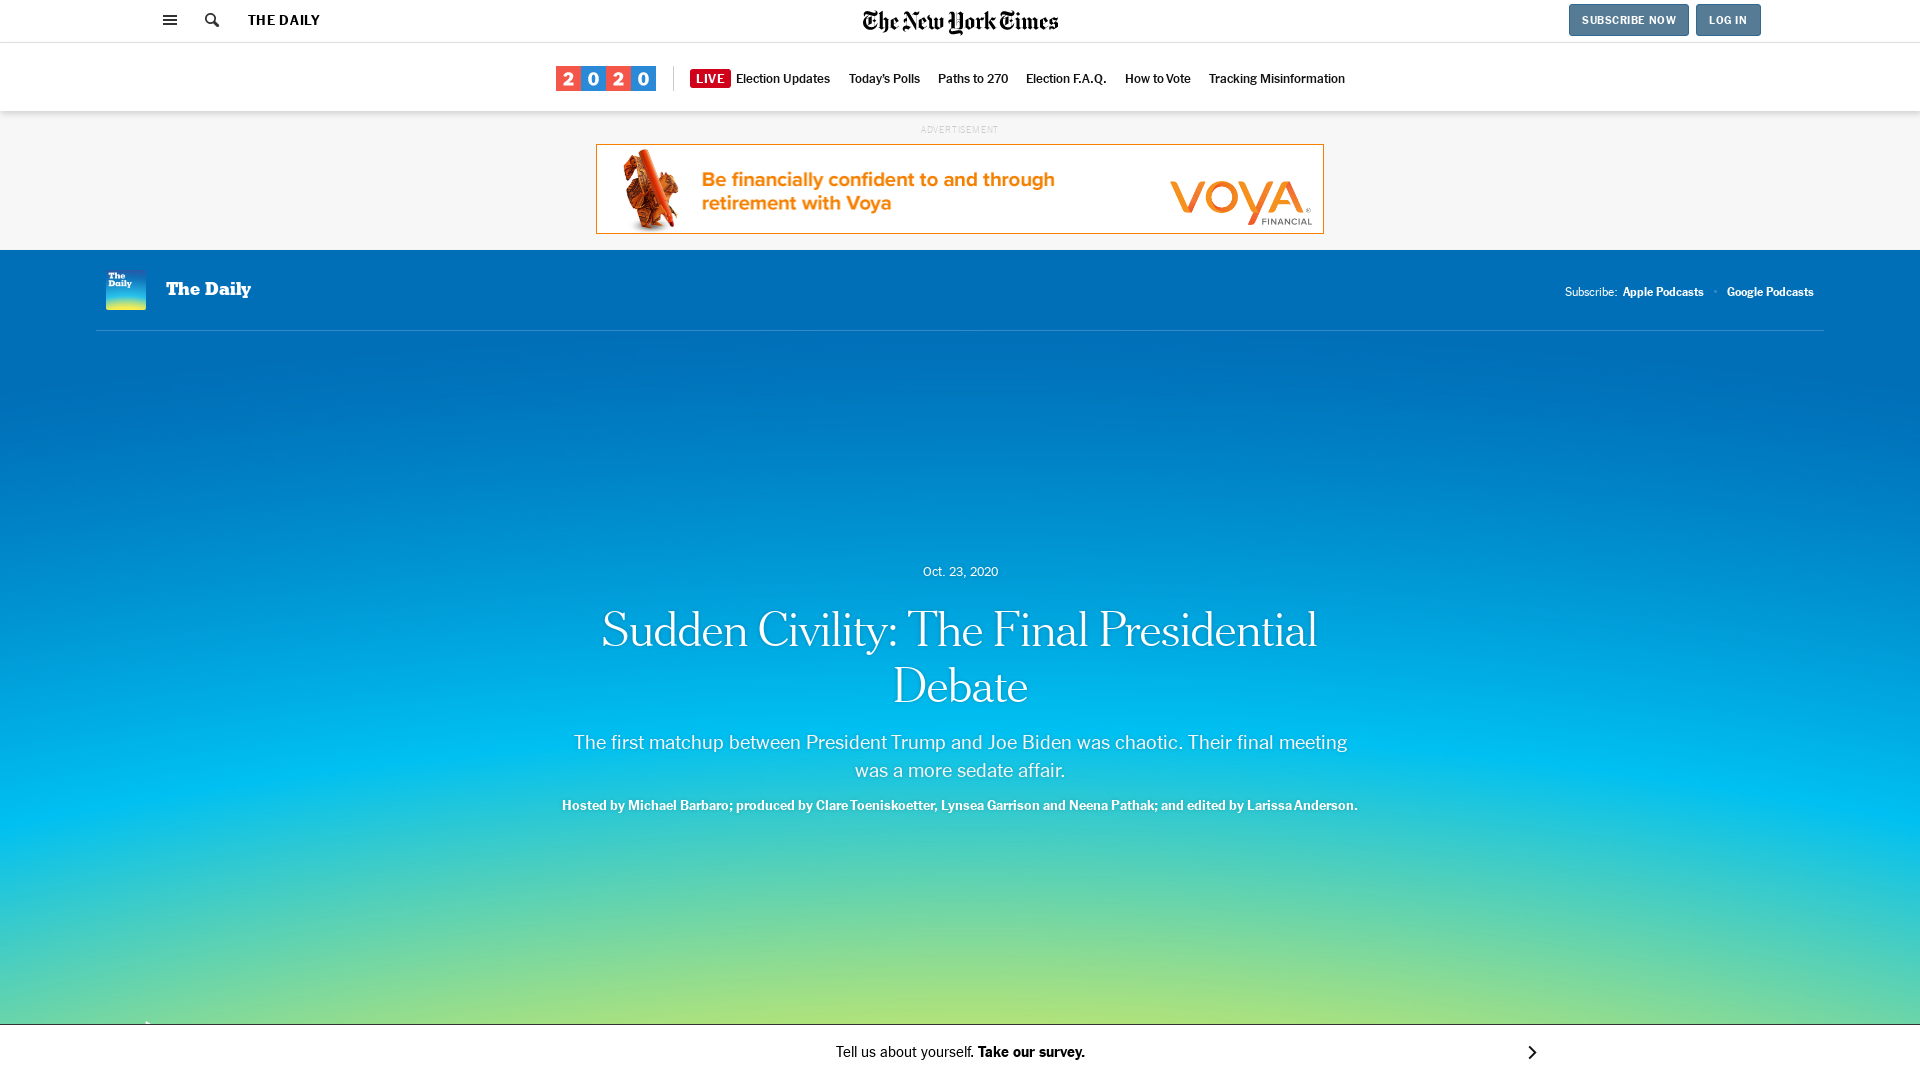 THE DAILY
The New York Times
SUBSCRIBE NOW
LOG IN
2020
LIVE Election Updates
Today's Polls
Paths to 270
Election F.A.Q.
How to Vote
Tracking Misinformation
ADVERTISEMENT
Be financially confident to and through
retirement with Voya
VOYA®
FINANCIAL
The
Daily
The Daily
Subscribe: Apple Podcasts • Google Podcasts
Oct. 23, 2020
Sudden Civility: The Final Presidential
Debate
The first matchup between President Trump and Joe Biden was chaotic. Their final meeting
was a more sedate affair.
Hosted by Michael Barbaro; produced by Clare Toeniskoetter, Lynsea Garrison and Neena Pathak; and edited by Larissa Anderson.
Tell us about yourself. Take our survey.